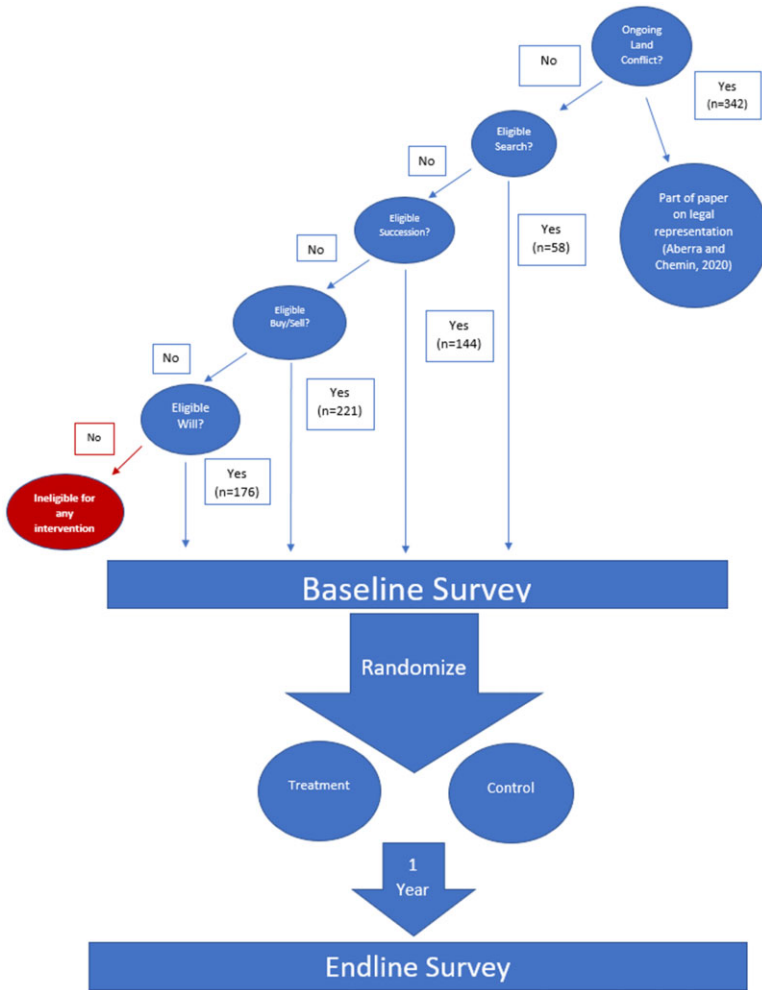 Ongoing
Land
Conflict?
No
Yes
(n=342)
Eligible
Search?
No
Part of paper
on legal
representation
(Aberra and
Chemin, 2020)
Eligible
Succession?
Yes
(n=58)
No
Eligible
Buy/Sell?
Yes
(n=144)
No
Yes
(n=221)
Eligible
Will?
No
Yes
(n=176)
Ineligible for
any
intervention
Baseline Survey
Randomize
Treatment
Control
1
Year
Endline Survey